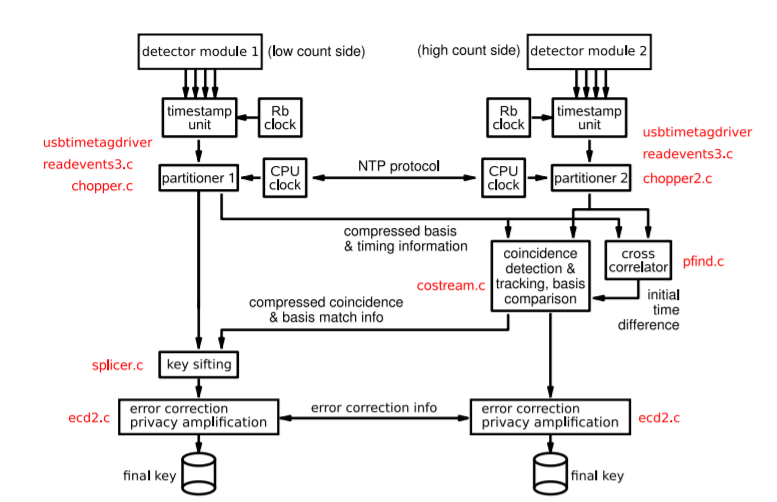 detector module 1
(low count side)
(high count side)
detector module 2
timestamp
unit
Rb
clock
Rb
clock
timestamp
unit
usbtimetagdriver
readevents3.c
chopper.c
usbtimetagdriver
readevents3.c
chopper2.c
partitioner 1
CPU
clock
NTP protocol
CPU
clock
partitioner 2
compressed basis
& timing information
coincidence
detection &
tracking, basis
comparison
cross
correlator
pfind.c
costream.c
initial
time
difference
compressed coincidence
& basis match info
splicer.c
key sifting
ecd2.c
error correction
privacy amplification
error correction info
error correction
privacy amplification
ecd2.c
final key
final key